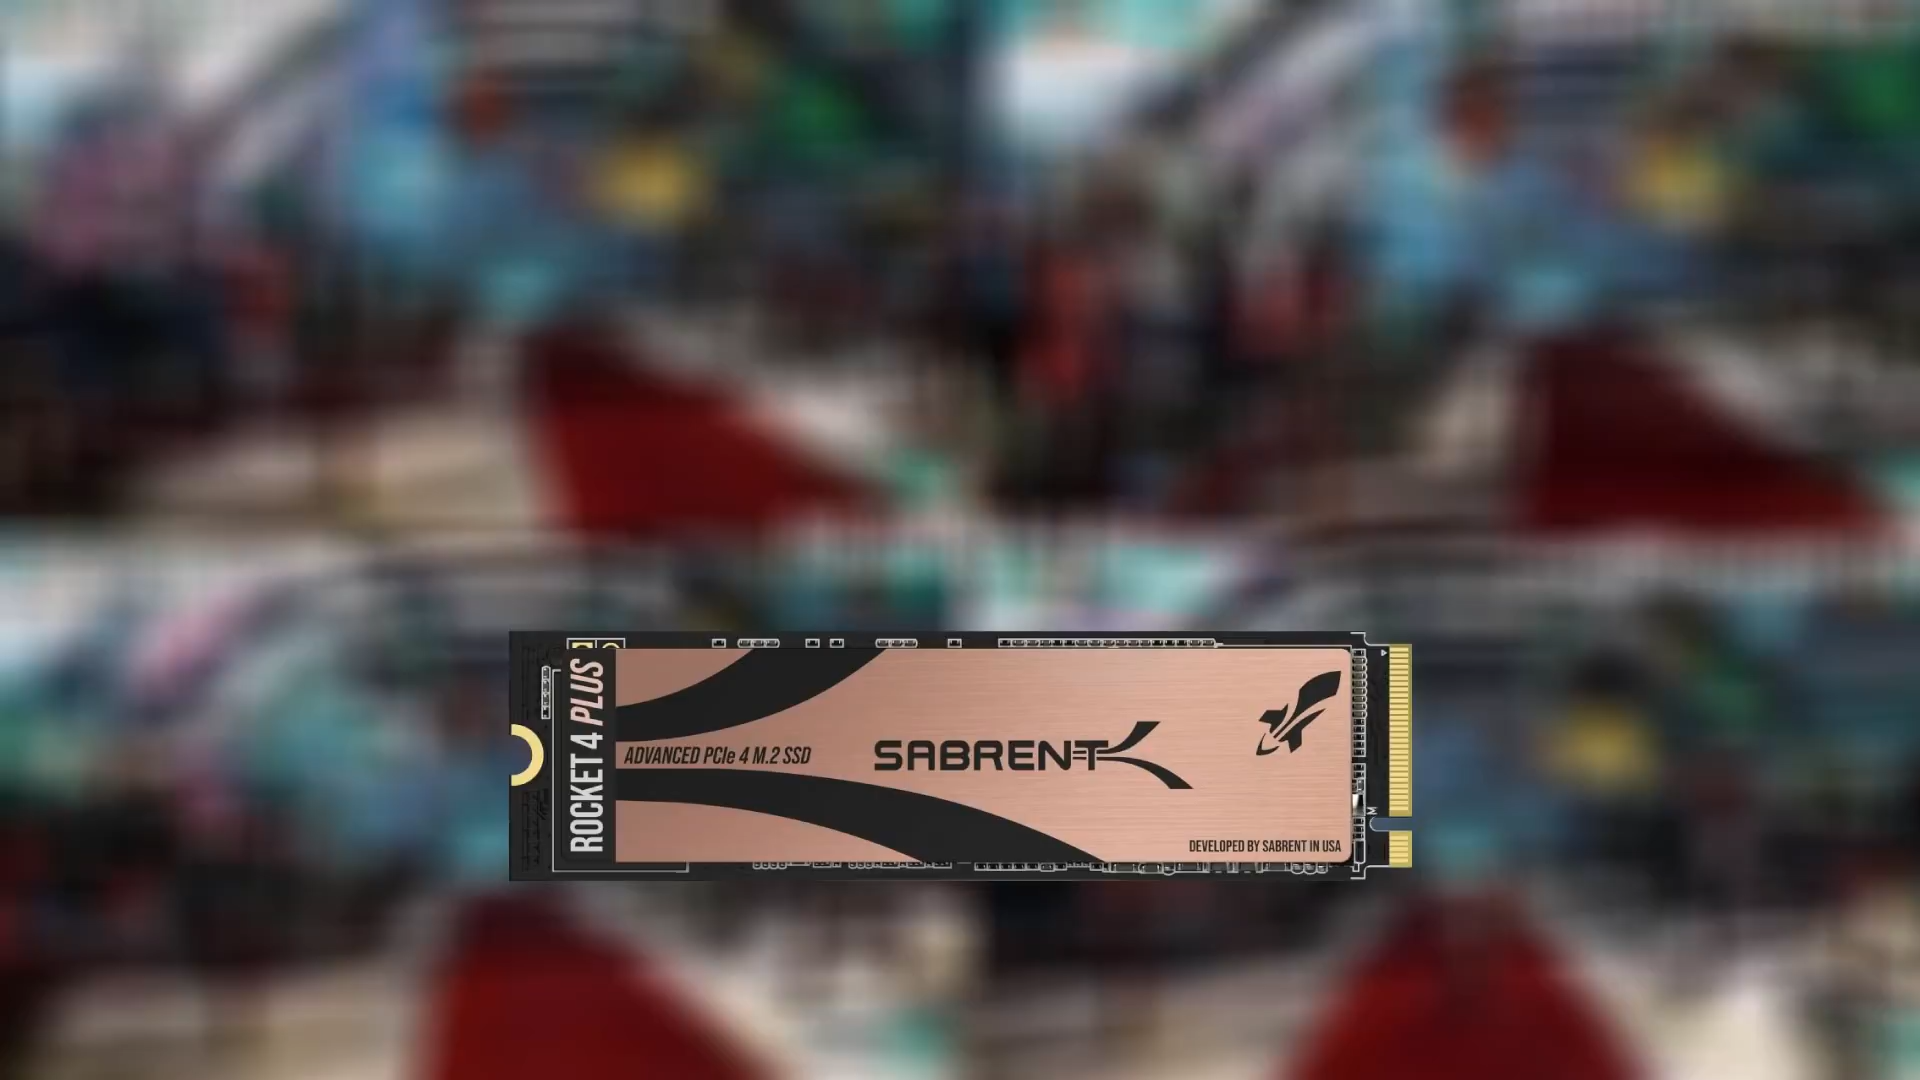 ROCKET 4 PLUS
ADVANCED PCIe 4 M.2 SSD
SABRENT
DEVELOPED BY SABRENT IN USA
M